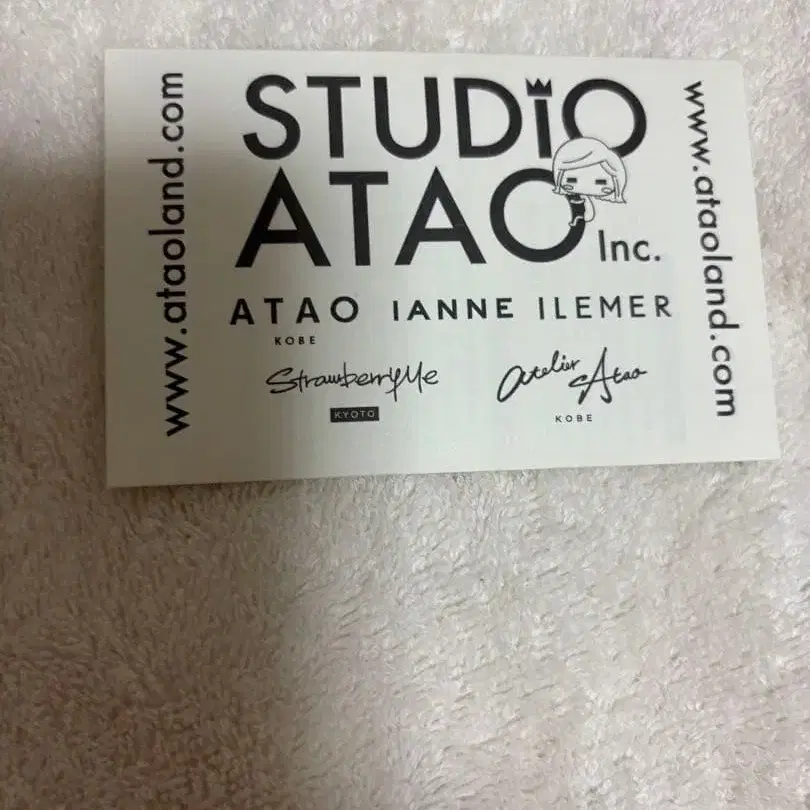 www.ataoland.com
STUDiO
ATAO Inc.
ATAO IANNE ILEMER
KOBE
StrawberryMe
KYOTO
atelier Atao
KOBE
www.ataoland.com